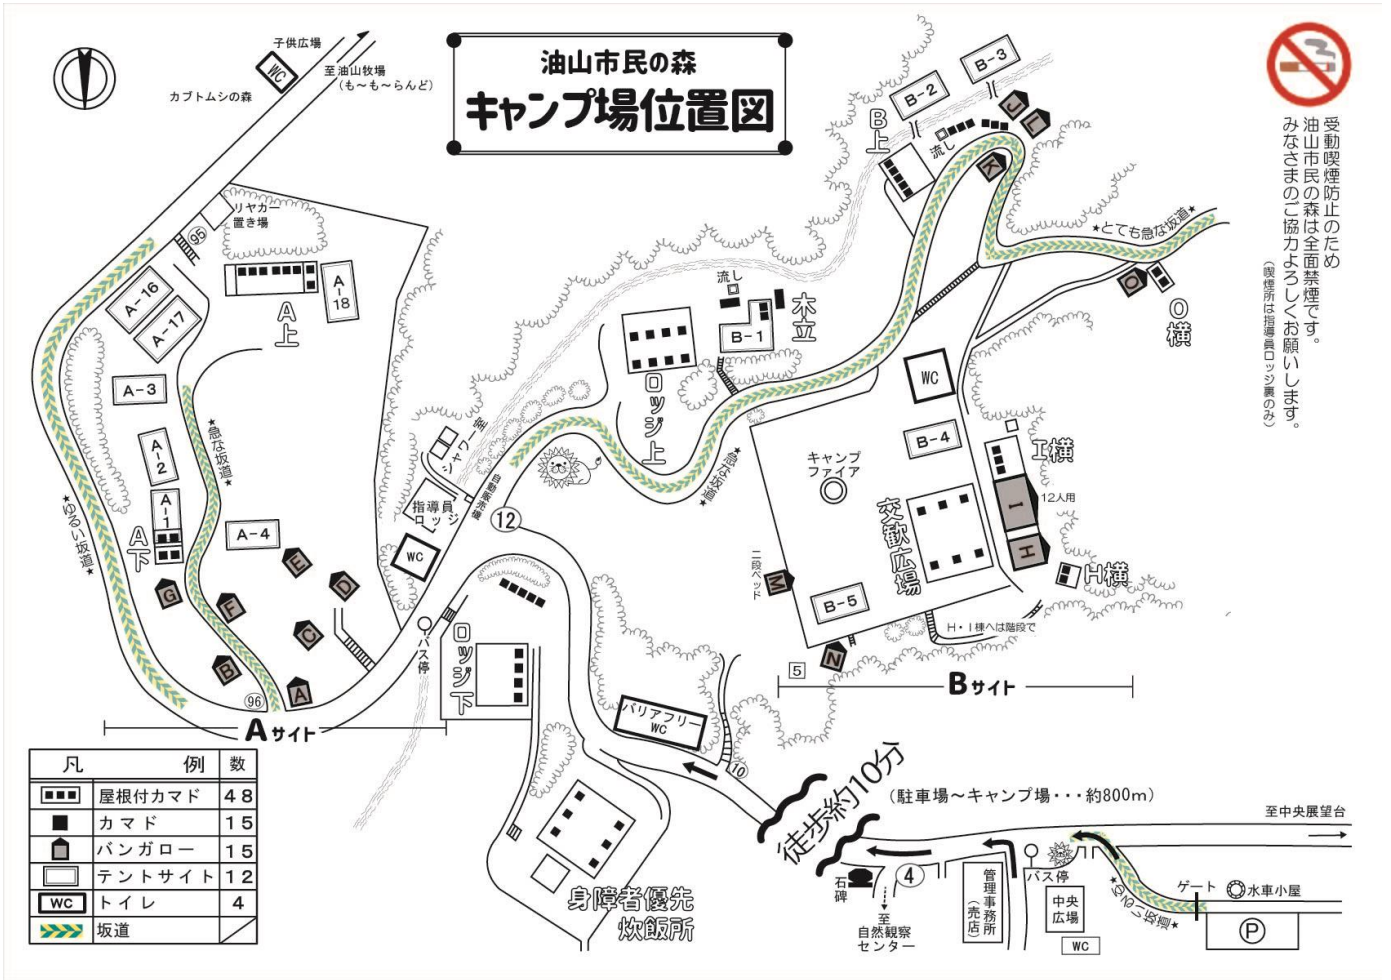 油山市民の森
キャンプ場位置図
子供広場
WC
カブトムシの森
至油山牧場
(も〜も〜らんど)
リヤカー
置き場
95
A-16
A-17
A-18
A上
A-3
A-2
A-1
A下
A-4
★急な坂道★
★ゆるい坂道★
G
F
E
D
C
B
A
96
Aサイト
シャワー室
指導員
ロッジ
自動販売機
WC
12
バス停
ロッジ下
ロッジ上
流し
B-1
木立
★急な坂道★
B上
B-2
B-3
流し
J
L
K
★とても急な坂道★
O
O横
WC
B-4
キャンプ
ファイア
交歓広場
I横
I
12人用
H
H横
二段ベッド
M
B-5
H・I棟へは階段で
N
5
Bサイト
バリアフリー
WC
10
身障者優先
炊飯所
徒歩約10分
(駐車場〜キャンプ場・・・約800m)
至中央展望台
石碑
4
至
自然観察
センター
管理事務所
(売店)
バス停
中央
広場
WC
★ゆるい坂道★
ゲート
水車小屋
P
受動喫煙防止のため
油山市民の森は全面禁煙です。
みなさまのご協力よろしくお願いします。
(喫煙所は指導員ロッジ裏のみ)
凡例 数
屋根付カマド 48
カマド 15
バンガロー 15
テントサイト 12
WC トイレ 4
坂道